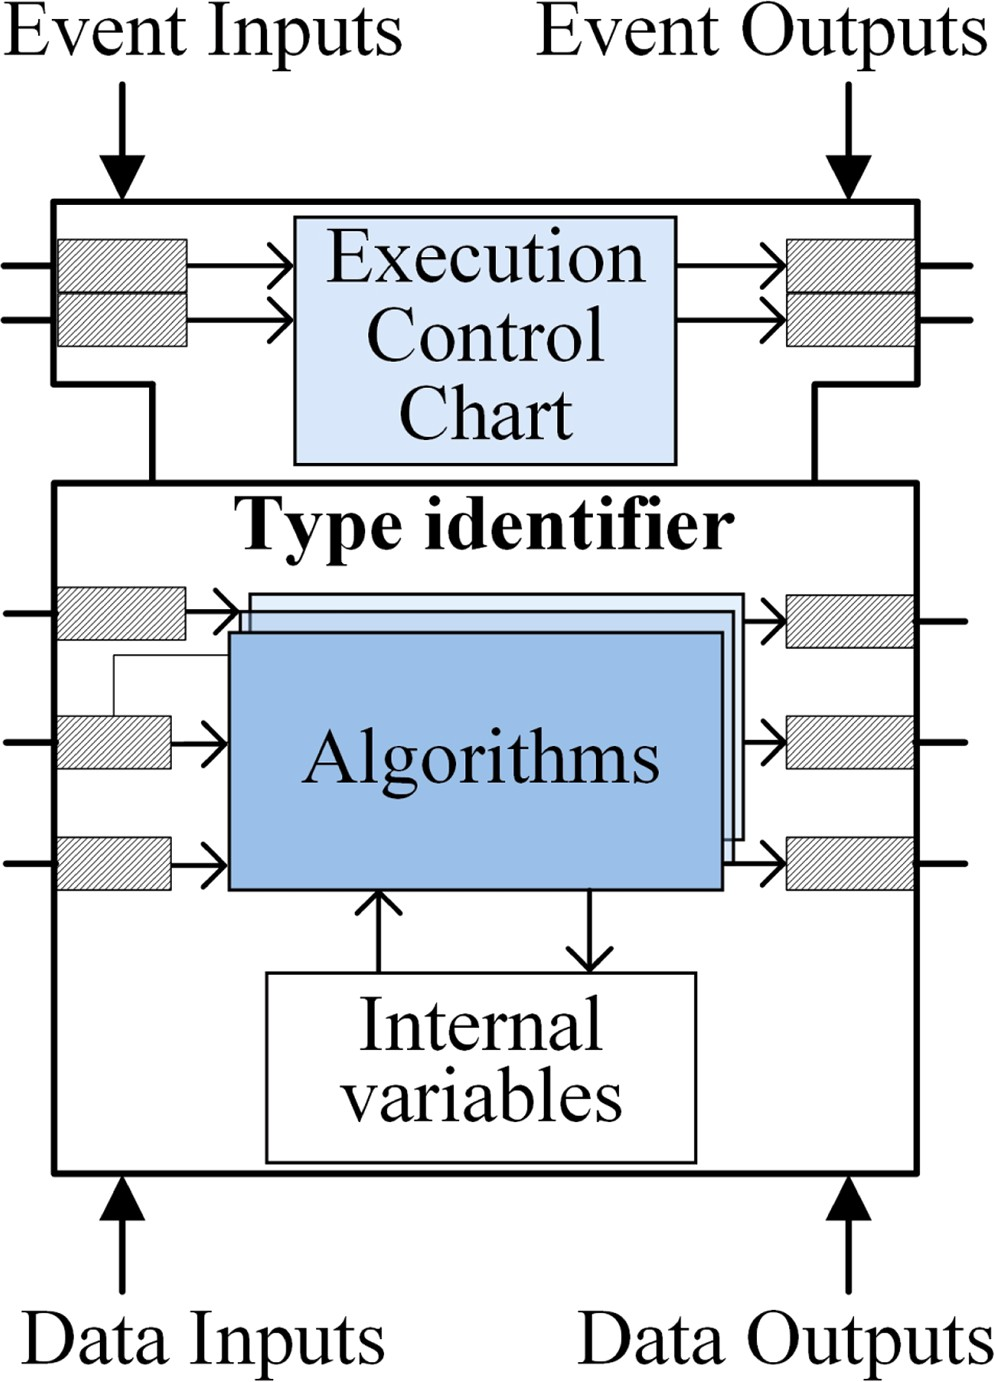 Event Inputs
Event Outputs
Execution
Control
Chart
Type identifier
Algorithms
Internal
variables
Data Inputs
Data Outputs